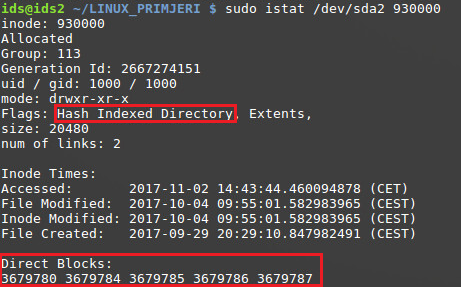 ids@ids2 ~/LINUX_PRIMJERI $ sudo istat /dev/sda2 930000
inode: 930000
Allocated
Group: 113
Generation Id: 2667274151
uid / gid: 1000 / 1000
mode: drwxr-xr-x
Flags: Hash Indexed Directory, Extents,
size: 20480
num of links: 2

Inode Times:
Accessed:       2017-11-02 14:43:44.460094878 (CET)
File Modified:  2017-10-04 09:55:01.582983965 (CEST)
Inode Modified: 2017-10-04 09:55:01.582983965 (CEST)
File Created:   2017-09-29 20:29:10.847982491 (CEST)

Direct Blocks:
3679780 3679784 3679785 3679786 3679787